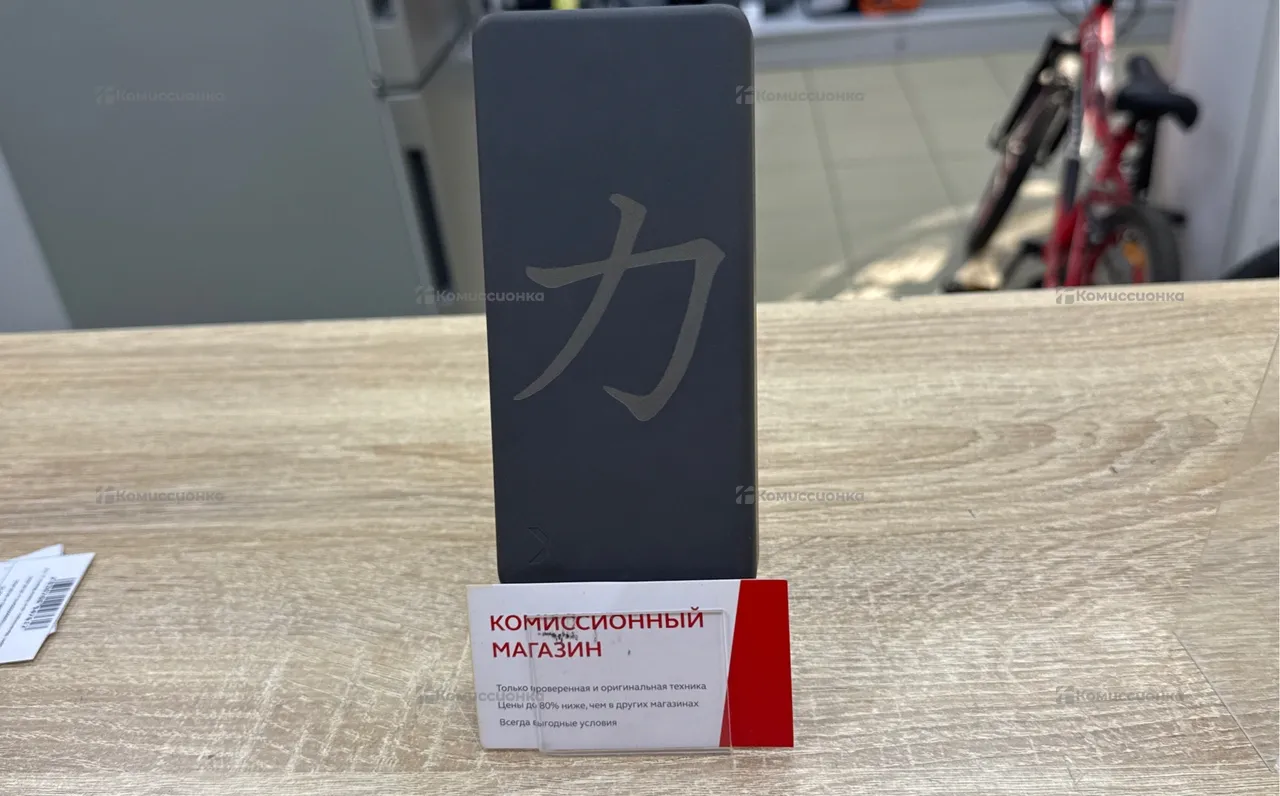 Комиссионка
Комиссионка
力
Комиссионка
Комиссионка
Комиссионка
Комиссионка
КОМИССИОННЫЙ
МАГАЗИН
Только проверенная и оригинальная техника
Комиссионка
Комиссионка
Цены до 80% ниже, чем в других магазинах
Всегда выгодные условия